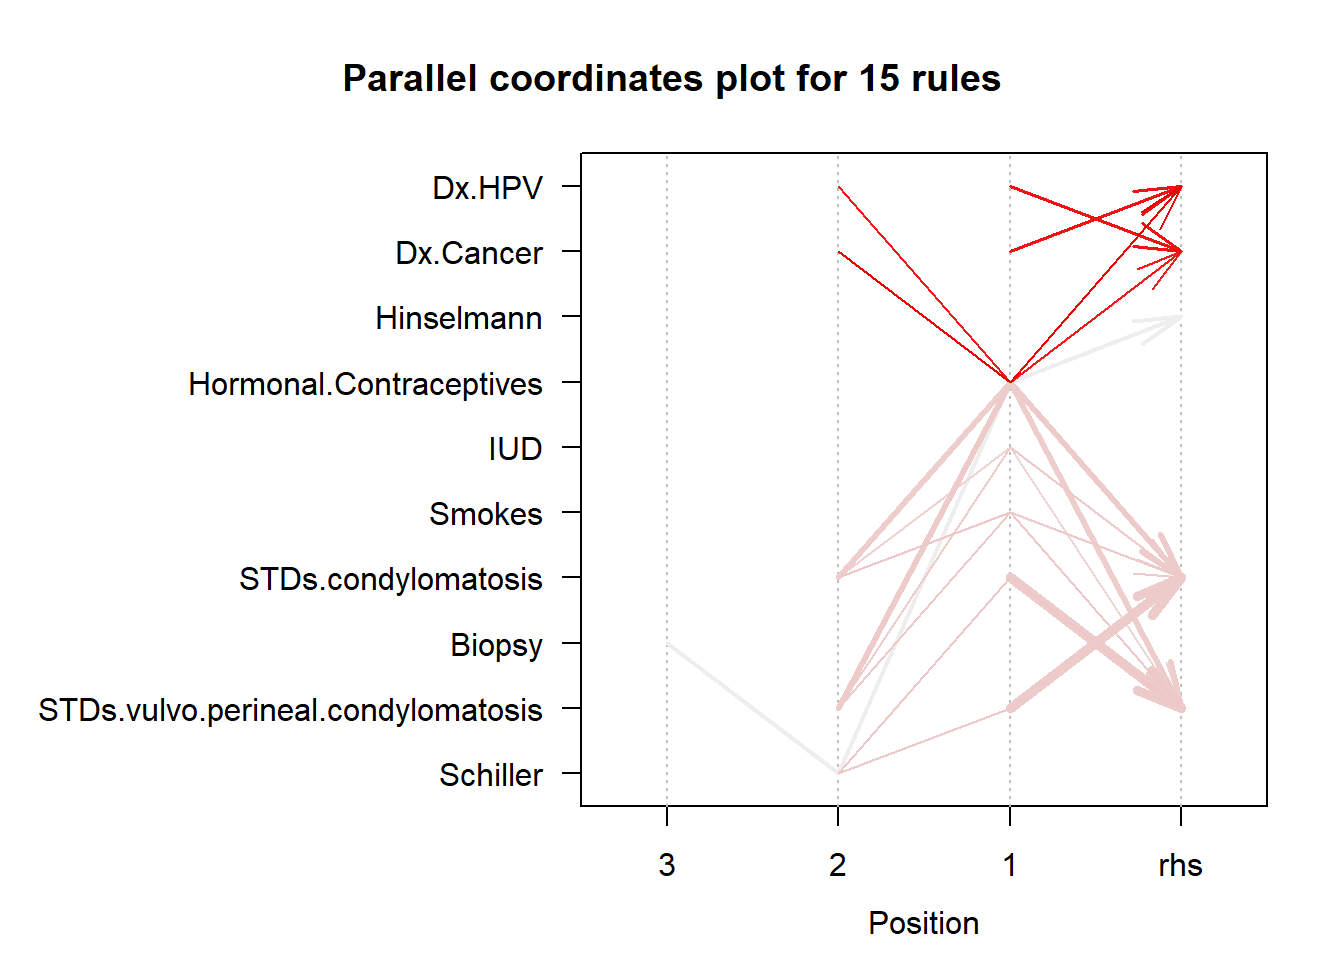 Parallel coordinates plot for 15 rules
Dx.HPV
Dx.Cancer
Hinselmann
Hormonal.Contraceptives
IUD
Smokes
STDs.condylomatosis
Biopsy
STDs.vulvo.perineal.condylomatosis
Schiller
3 2 1 rhs
Position